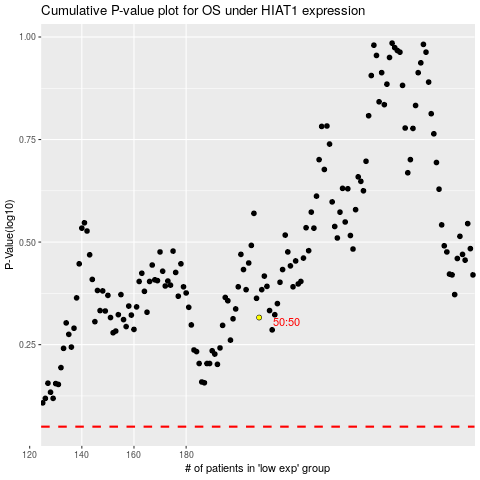 Cumulative P-value plot for OS under HIAT1 expression
P-Value(log10)
1.00
0.75
0.50
0.25
50:50
120 140 160 180
# of patients in 'low exp' group